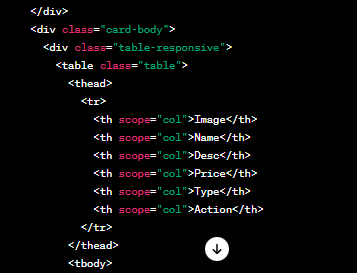 </div>
<div class="card-body">
<div class="table-responsive">
<table class="table">
<thead>
<tr>
<th scope="col">Image</th>
<th scope="col">Name</th>
<th scope="col">Desc</th>
<th scope="col">Price</th>
<th scope="col">Type</th>
<th scope="col">Action</th>
</tr>
</thead>
<tbody>